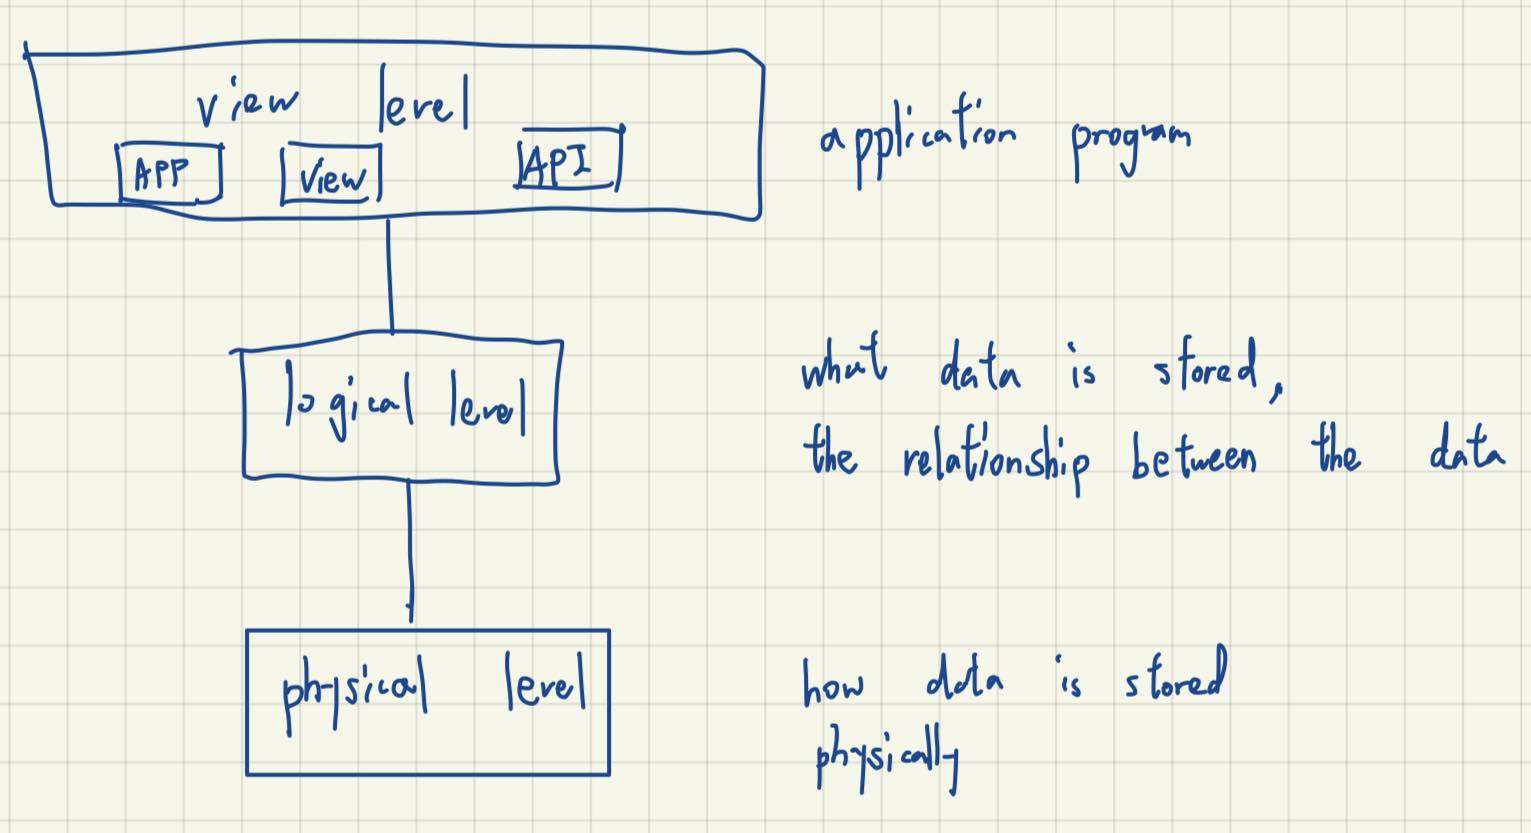 view level
APP View API
application program
logical level
what data is stored,
the relationship between the data
physical level
how data is stored
physically